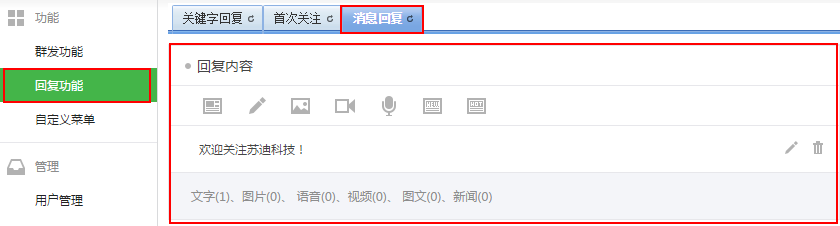 功能
群发功能
回复功能
自定义菜单
管理
用户管理
关键字回复 首次关注 消息回复
回复内容
NEW HOT
欢迎关注苏迪科技！
文字(1)、图片(0)、 语音(0)、视频(0)、 图文(0)、新闻(0)